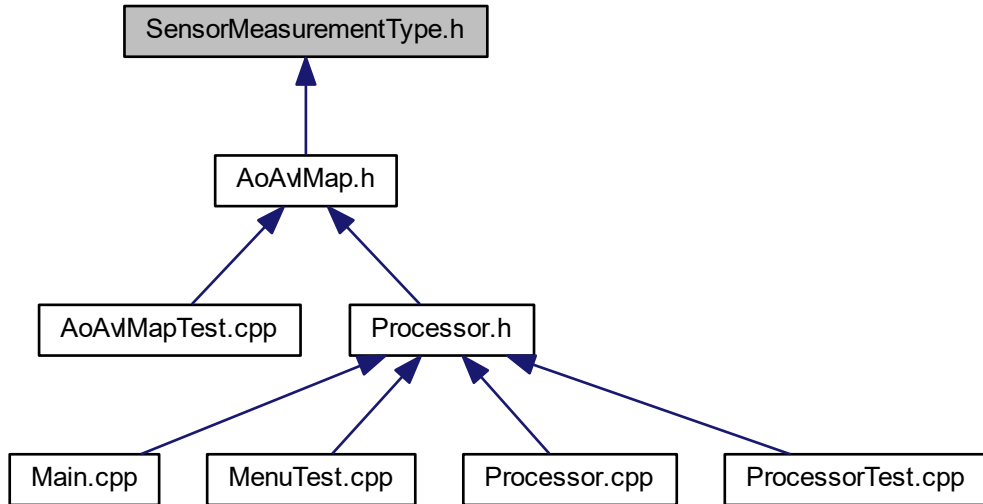 SensorMeasurementType.h
AoAvlMap.h
AoAvlMapTest.cpp
Processor.h
Main.cpp
MenuTest.cpp
Processor.cpp
ProcessorTest.cpp